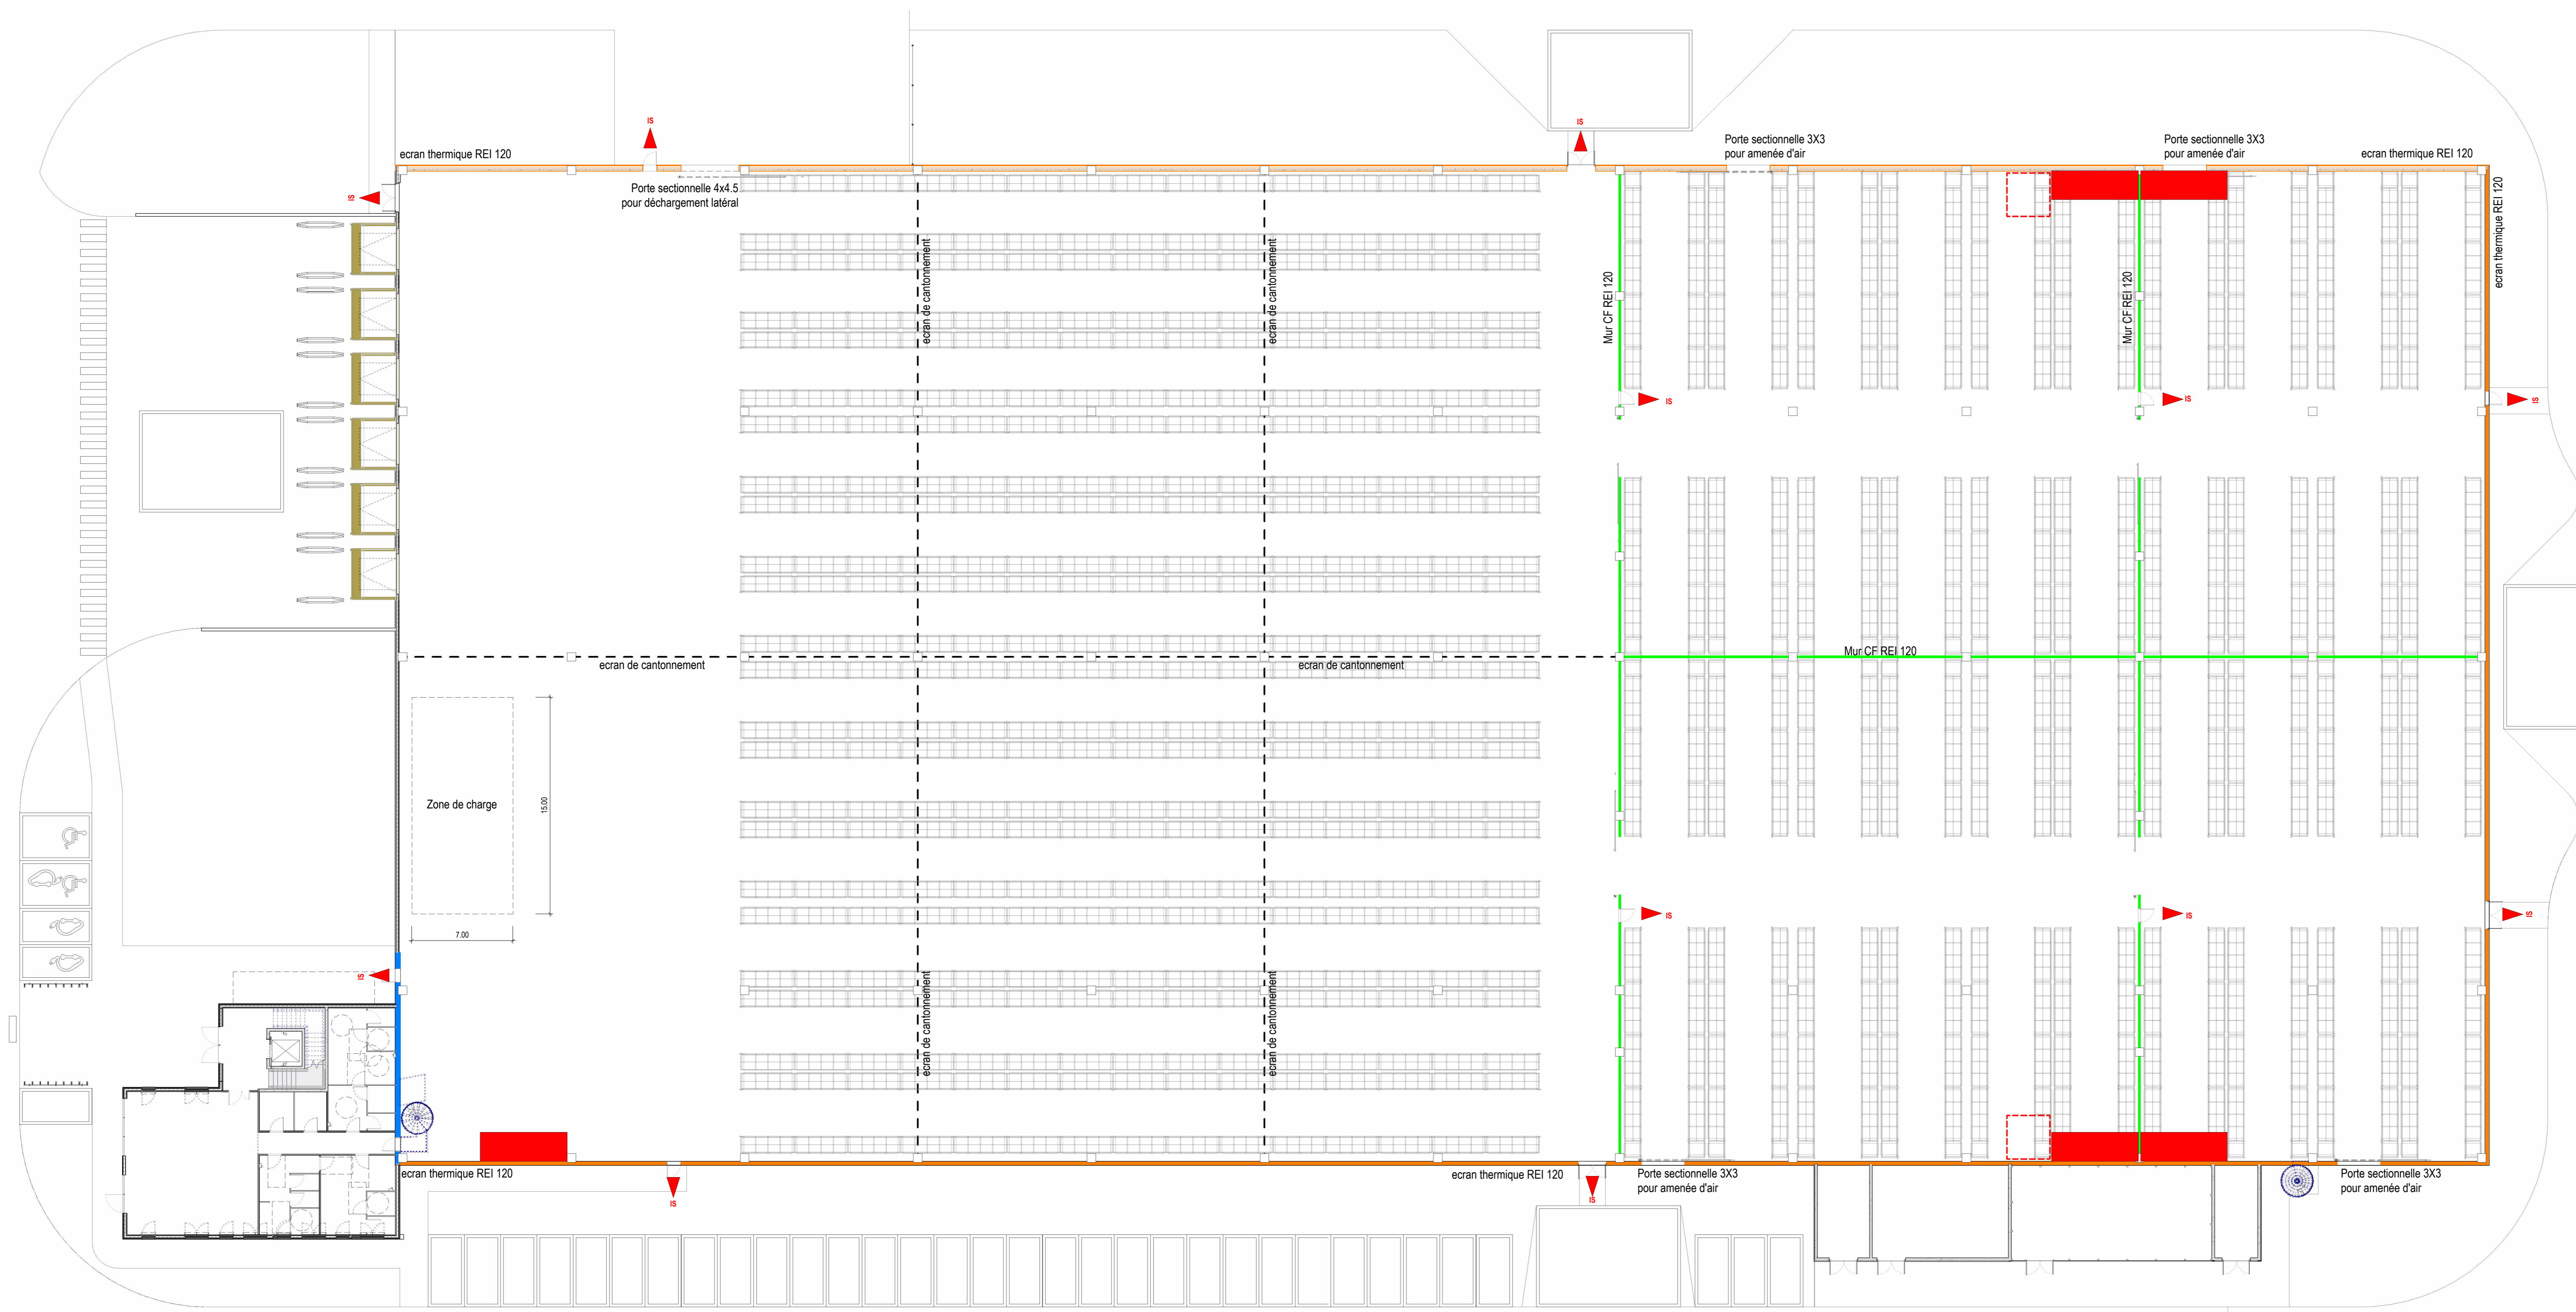 IS
IS
Porte sectionnelle 3X3
pour amenée d'air
Porte sectionnelle 3X3
pour amenée d'air
ecran thermique REI 120
ecran thermique REI 120
ecran thermique REI 120
Porte sectionnelle 4x4.5
pour déchargement latéral
IS
ecran de cantonnement
ecran de cantonnement
Mur CF REI 120
Mur CF REI 120
IS
IS
IS
ecran de cantonnement
ecran de cantonnement
Mur CF REI 120
Zone de charge
15.00
7.00
IS
IS
IS
IS
ecran de cantonnement
ecran de cantonnement
ecran thermique REI 120
ecran thermique REI 120
Porte sectionnelle 3X3
pour amenée d'air
Porte sectionnelle 3X3
pour amenée d'air
IS
IS